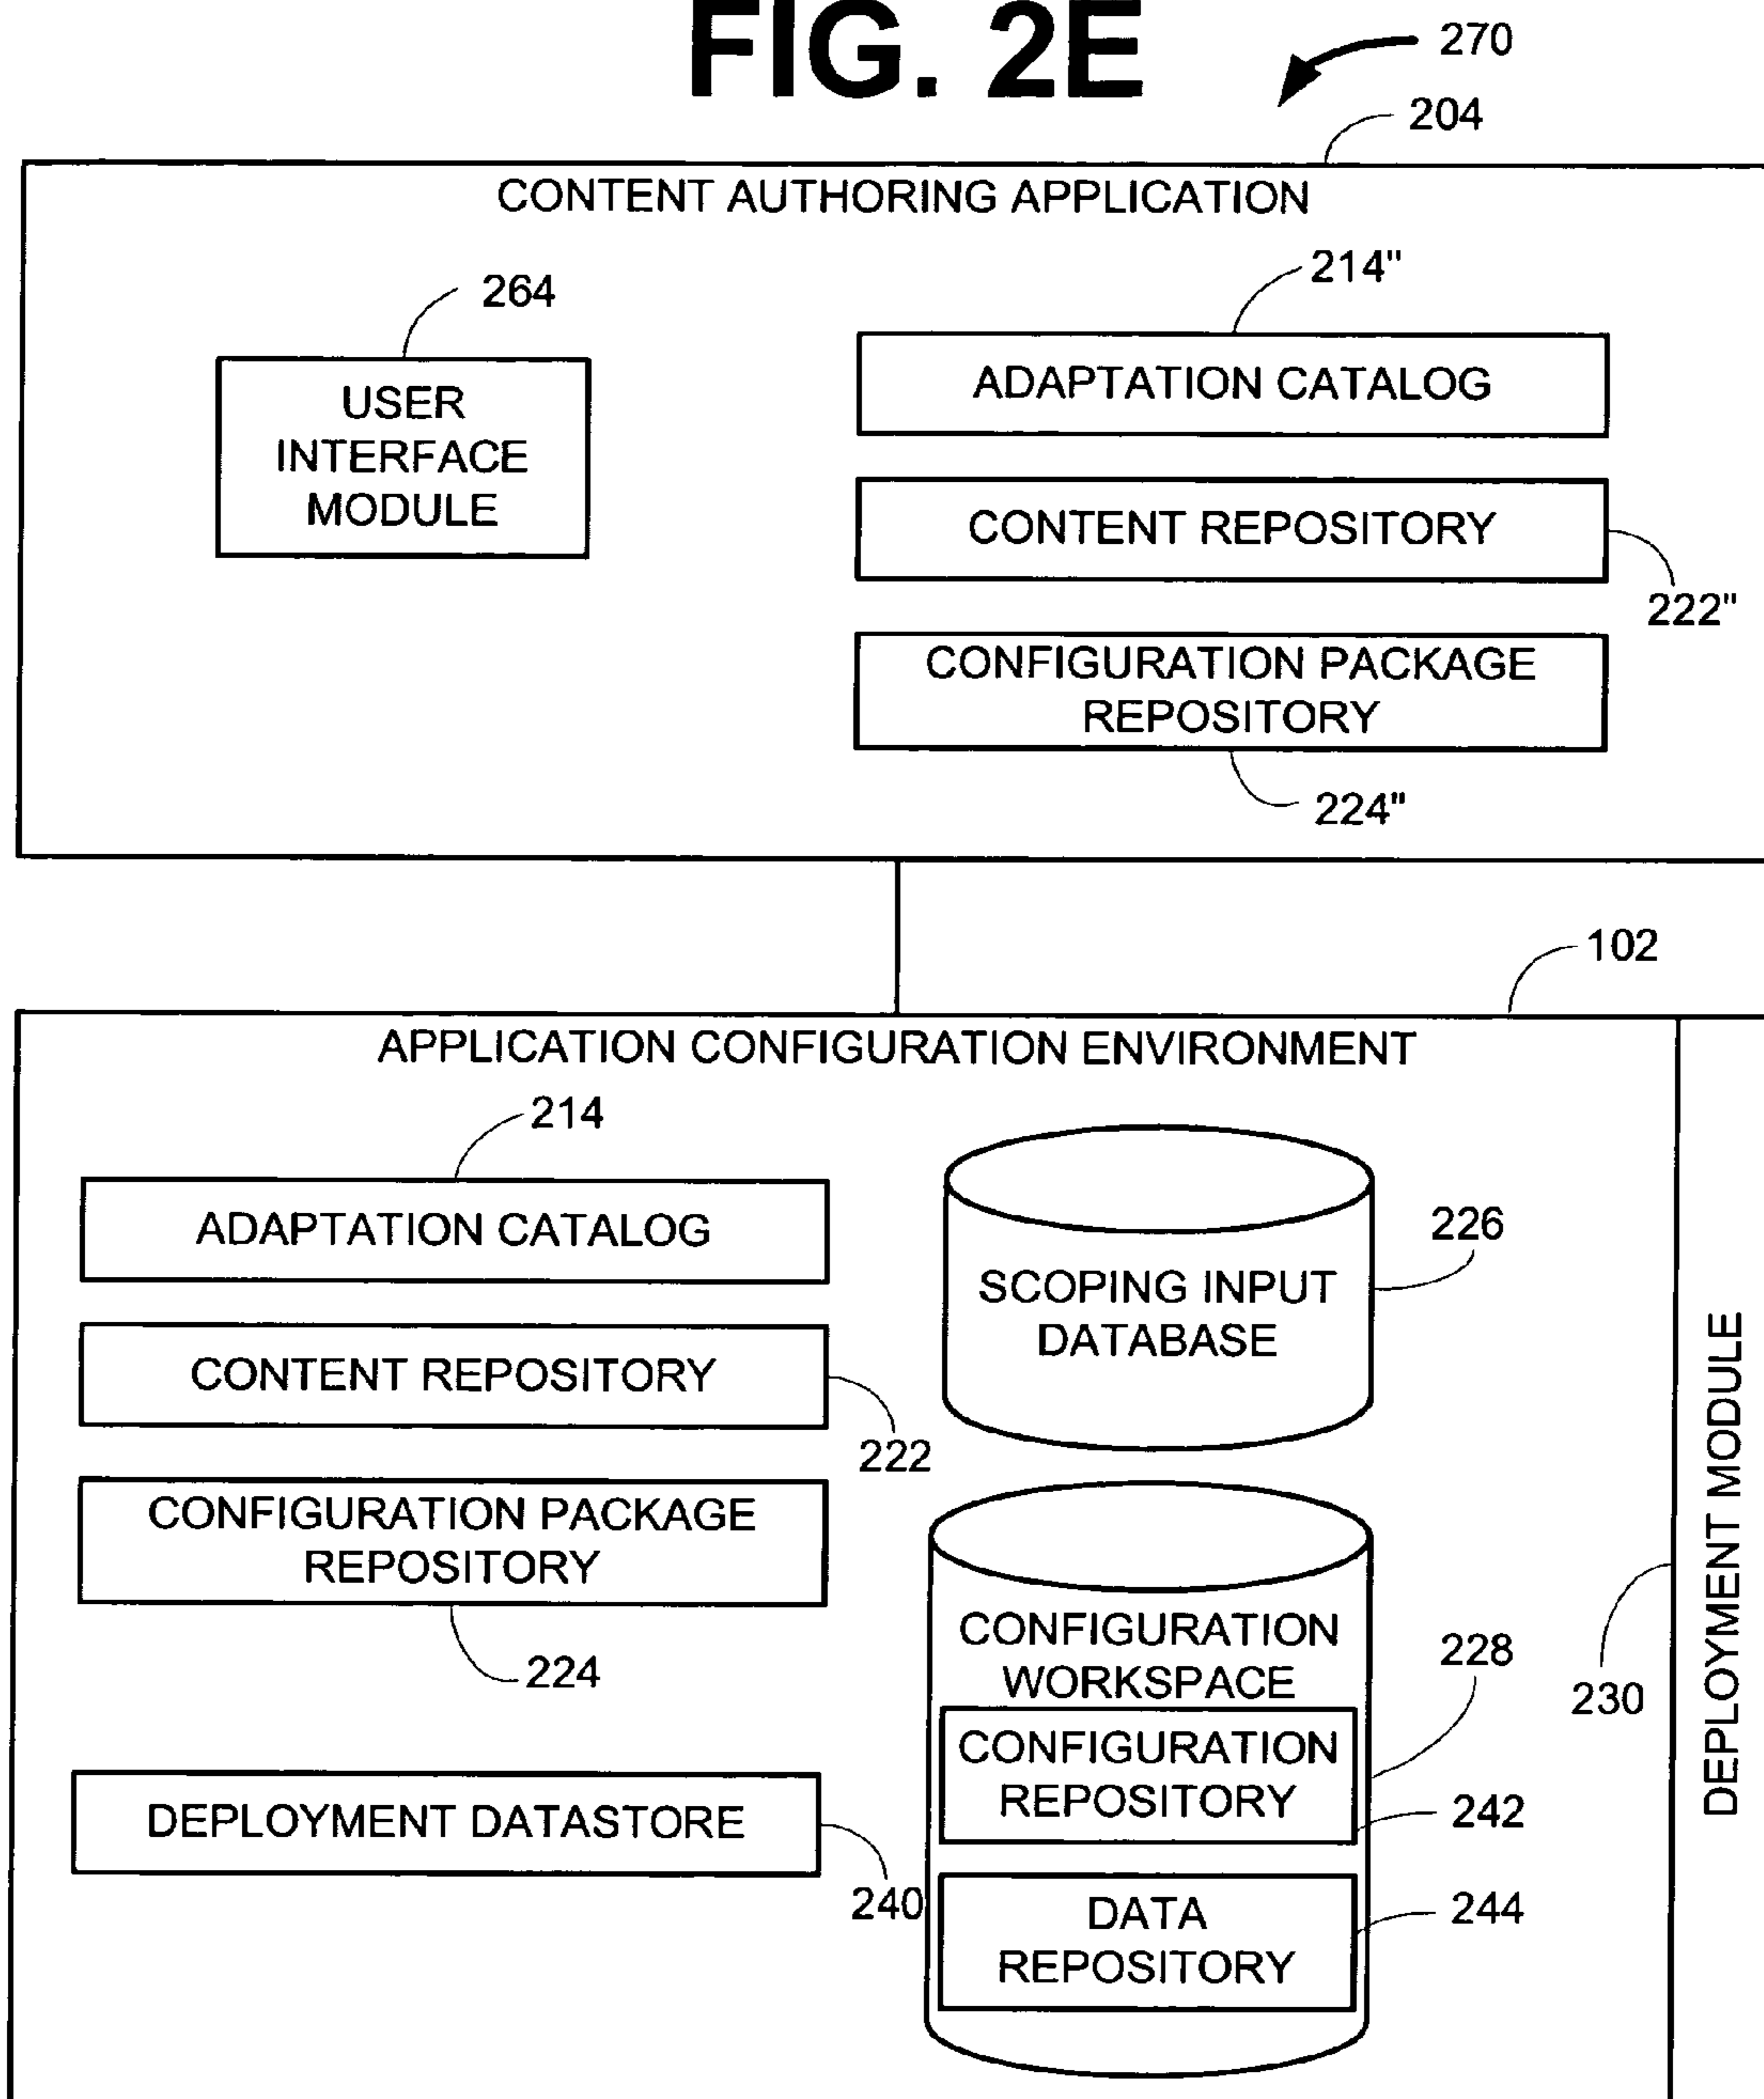 FIG. 2E
270
204
CONTENT AUTHORING APPLICATION
264
USER
INTERFACE
MODULE
214"
ADAPTATION CATALOG
CONTENT REPOSITORY
222"
CONFIGURATION PACKAGE
REPOSITORY
224"
102
APPLICATION CONFIGURATION ENVIRONMENT
214
ADAPTATION CATALOG
CONTENT REPOSITORY
222
CONFIGURATION PACKAGE
REPOSITORY
224
DEPLOYMENT DATASTORE
240
SCOPING INPUT
DATABASE
226
CONFIGURATION
WORKSPACE
228
CONFIGURATION
REPOSITORY
242
DATA
REPOSITORY
244
230
DEPLOYMENT MODULE